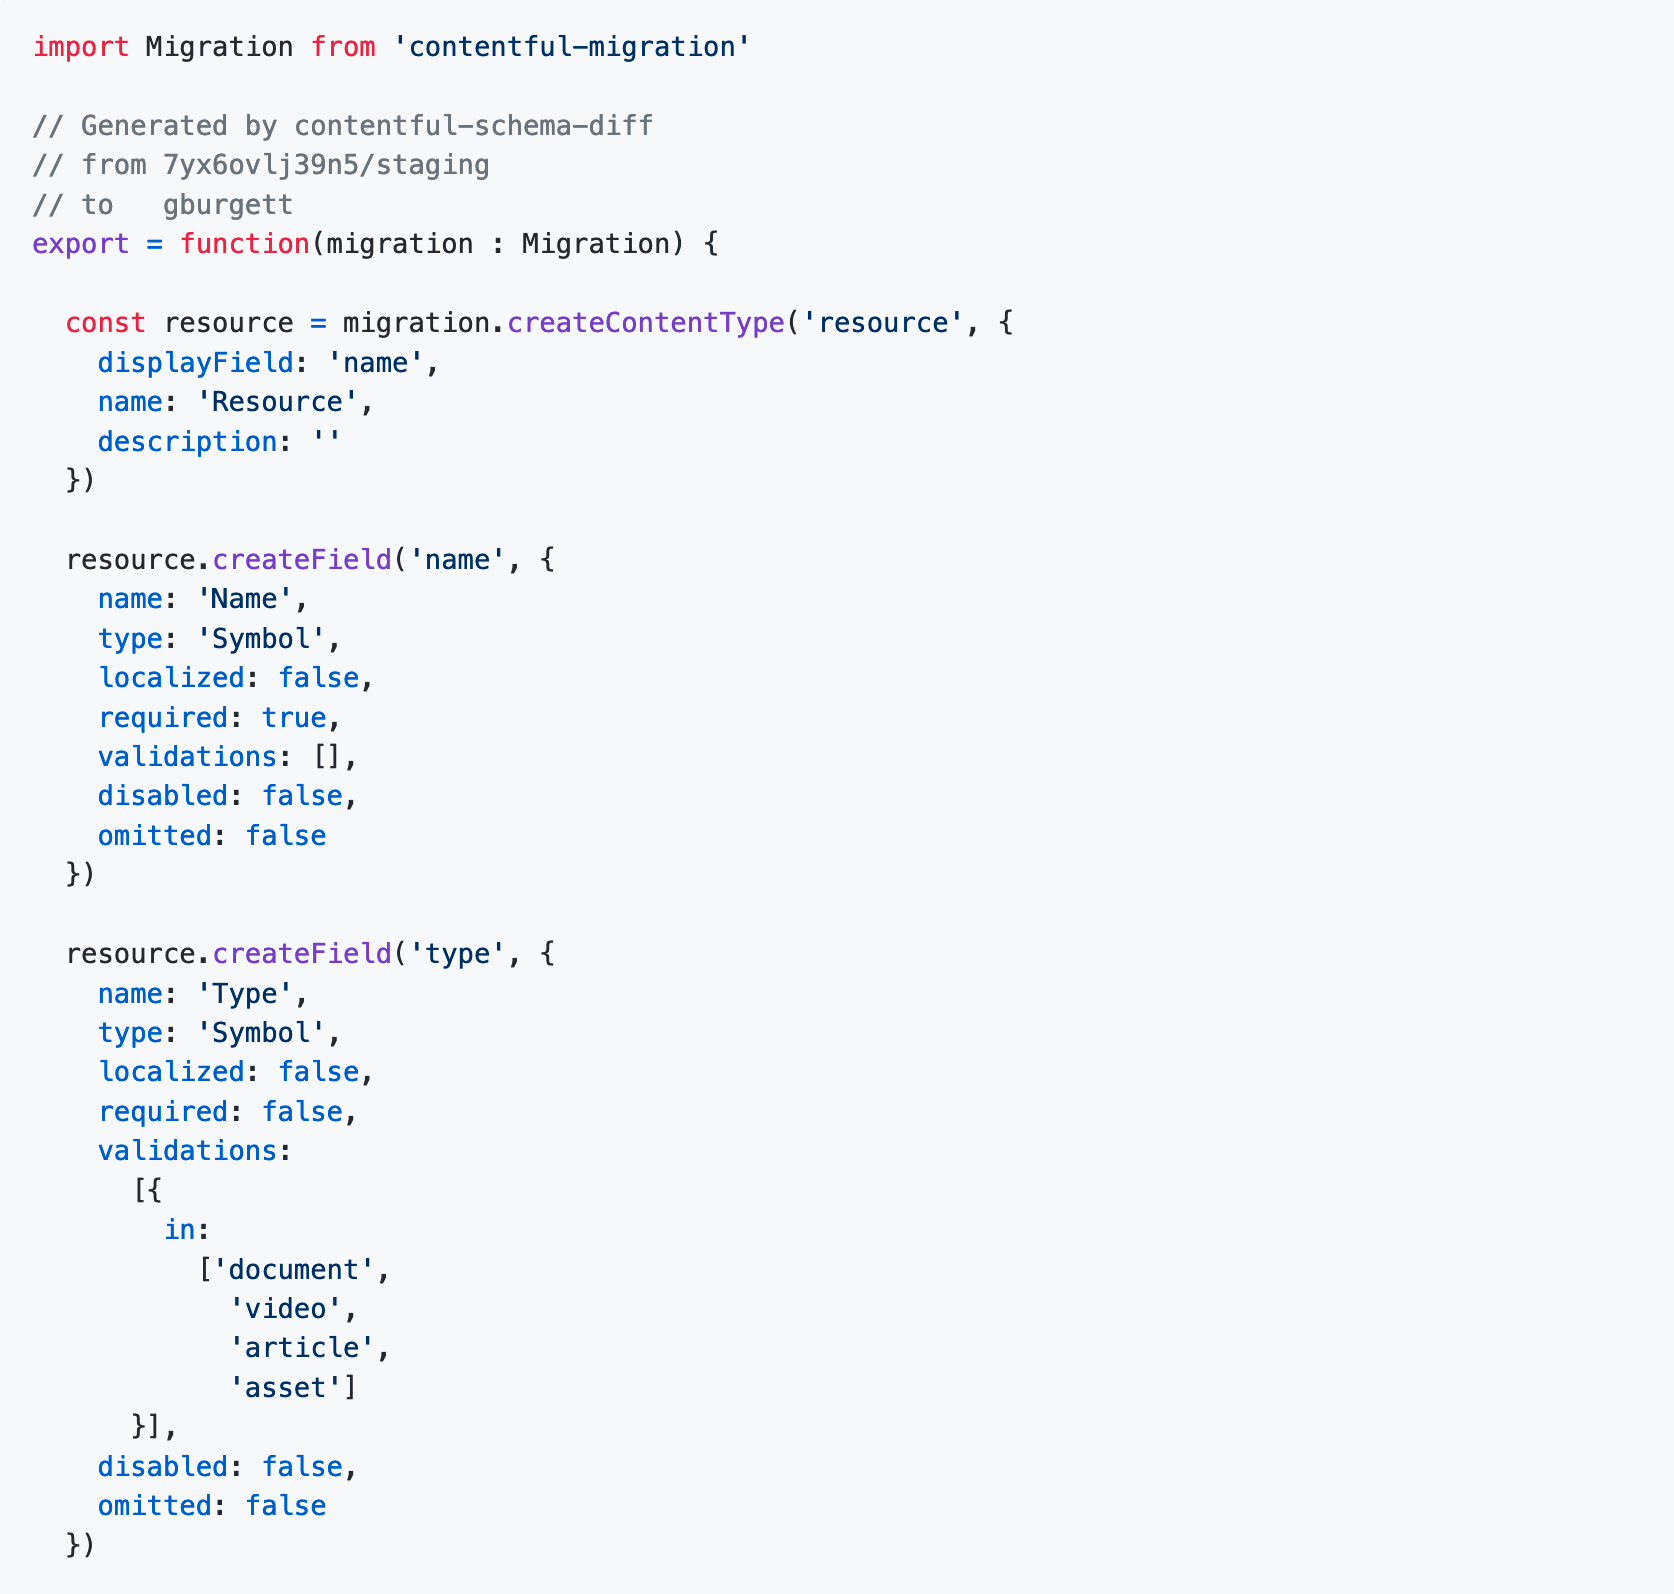 import Migration from 'contentful-migration'

// Generated by contentful-schema-diff
// from 7yx6ovlj39n5/staging
// to   gburgett
export = function(migration : Migration) {

  const resource = migration.createContentType('resource', {
    displayField: 'name',
    name: 'Resource',
    description: ''
  })

  resource.createField('name', {
    name: 'Name',
    type: 'Symbol',
    localized: false,
    required: true,
    validations: [],
    disabled: false,
    omitted: false
  })

  resource.createField('type', {
    name: 'Type',
    type: 'Symbol',
    localized: false,
    required: false,
    validations:
      [{
        in:
          ['document',
            'video',
            'article',
            'asset']
      }],
    disabled: false,
    omitted: false
  })